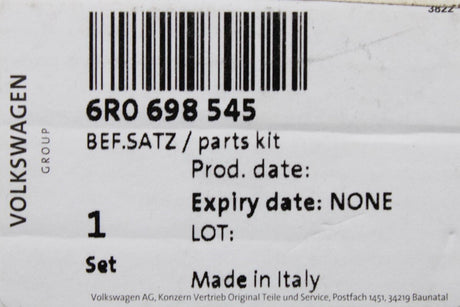 3822
6R0 698 545
BEF.SATZ / parts kit
Prod. date:
Expiry date: NONE
1
LOT:
Set
Made in Italy
Volkswagen AG, Konzern Vertrieb Original Teile und Service, Postfach 1451, 34219 Baunatal
VOLKSWAGEN
GROUP